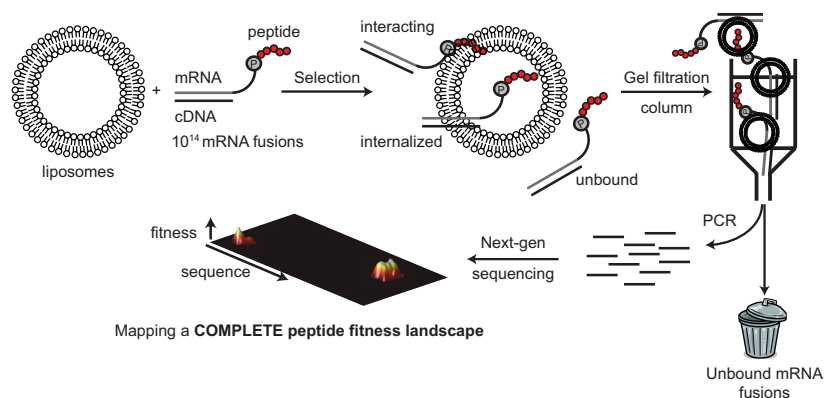 peptide
P
mRNA
cDNA
10¹⁴ mRNA fusions
liposomes
+
Selection
interacting
P
P
internalized
P
unbound
Gel filtration
column
P
P
P
PCR
Next-gen
sequencing
fitness
sequence
Mapping a COMPLETE peptide fitness landscape
Unbound mRNA
fusions